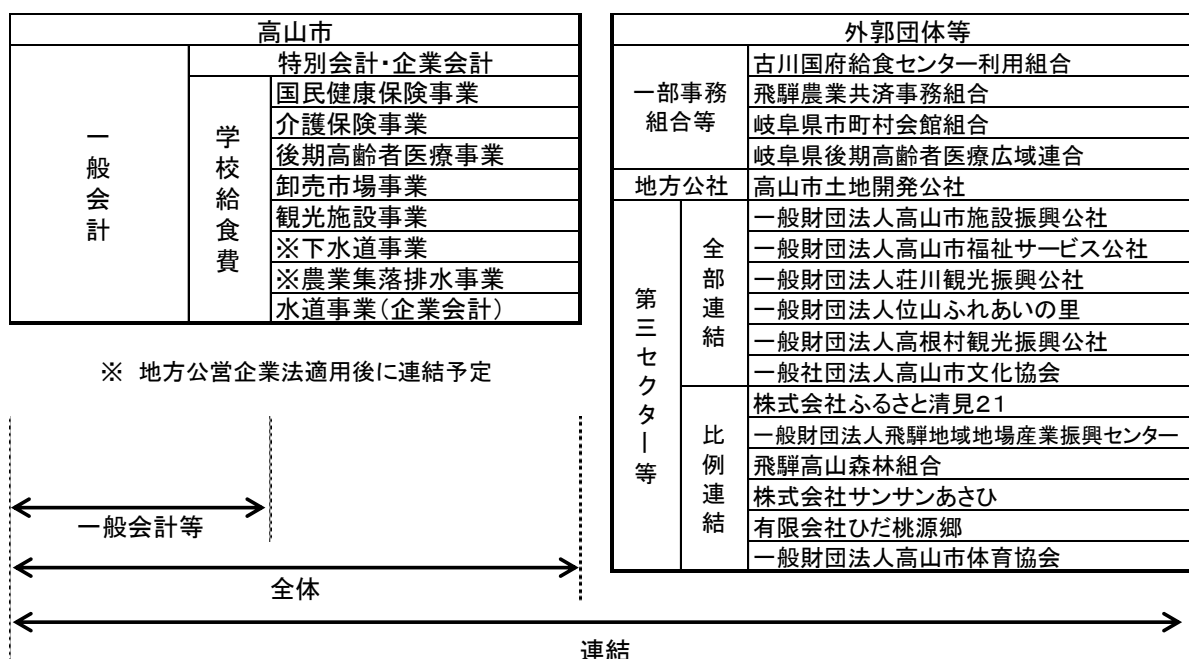 高山市
一般会計
特別会計・企業会計
学校給食費
国民健康保険事業
介護保険事業
後期高齢者医療事業
卸売市場事業
観光施設事業
※下水道事業
※農業集落排水事業
水道事業(企業会計)
※ 地方公営企業法適用後に連結予定
外郭団体等
一部事務
組合等
古川国府給食センター利用組合
飛騨農業共済事務組合
岐阜県市町村会館組合
岐阜県後期高齢者医療広域連合
地方公社
高山市土地開発公社
第三セクター等
全部連結
一般財団法人高山市施設振興公社
一般財団法人高山市福祉サービス公社
一般財団法人荘川観光振興公社
一般財団法人位山ふれあいの里
一般財団法人高根村観光振興公社
一般社団法人高山市文化協会
比例連結
株式会社ふるさと清見21
一般財団法人飛騨地域地場産業振興センター
飛騨高山森林組合
株式会社サンサンあさひ
有限会社ひだ桃源郷
一般財団法人高山市体育協会
一般会計等
全体
連結